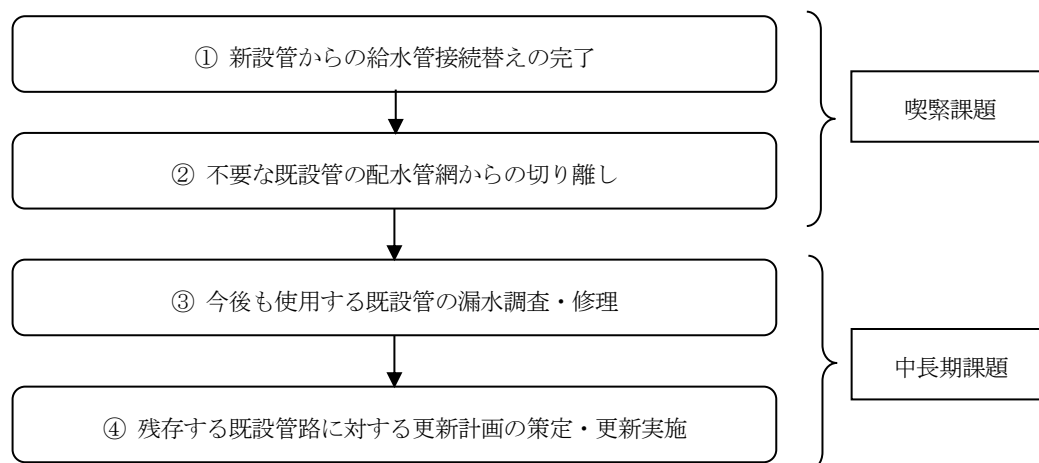 ① 新設管からの給水管接続替えの完了
② 不要な既設管の配水管網からの切り離し
喫緊課題
③ 今後も使用する既設管の漏水調査・修理
④ 残存する既設管路に対する更新計画の策定・更新実施
中長期課題